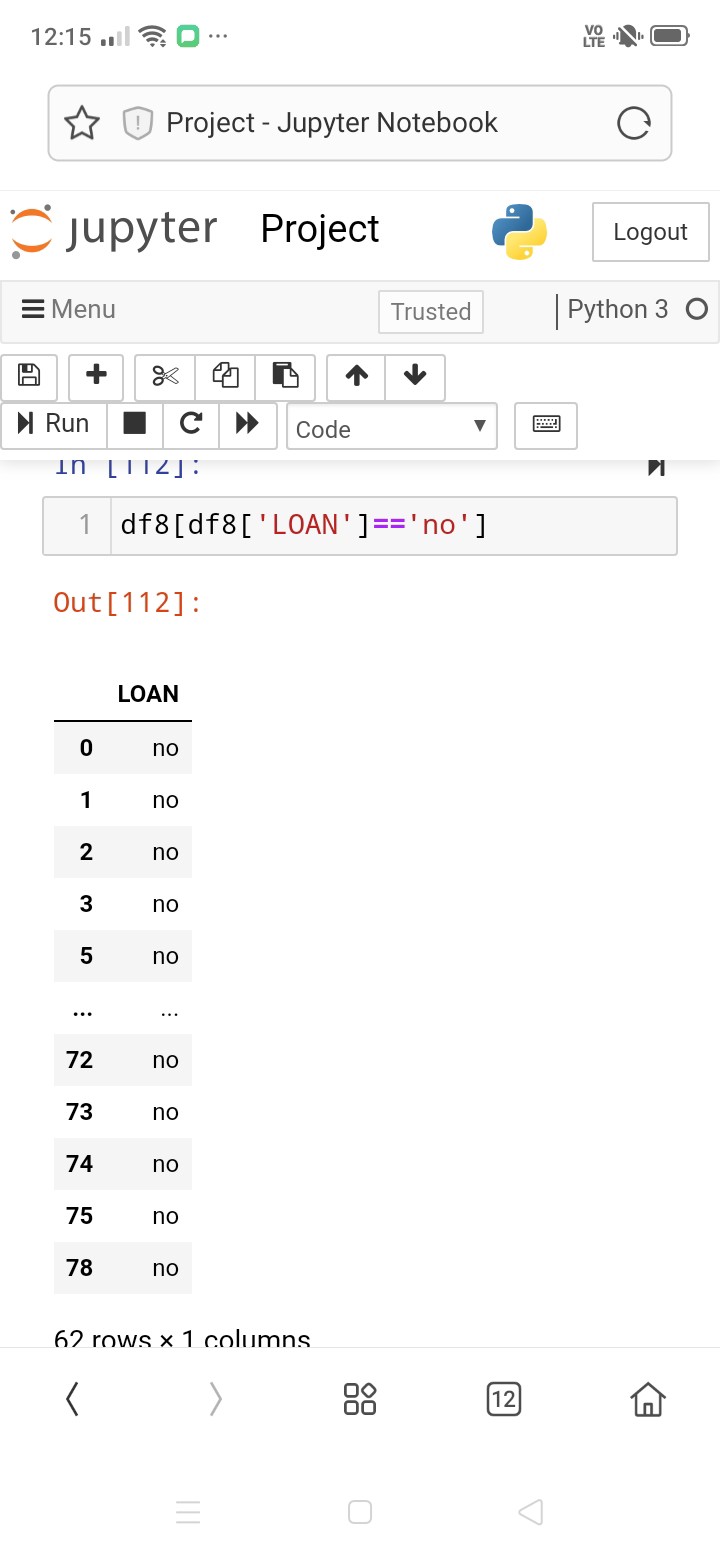 12:15 ... VO LTE
Project - Jupyter Notebook
jupyter Project Logout
Menu Trusted Python 3
Run Code
In [112]:
1 df8[df8['LOAN']=='no']
Out[112]:
LOAN
0 no
1 no
2 no
3 no
5 no
... ...
72 no
73 no
74 no
75 no
78 no
62 rows × 1 columns
12